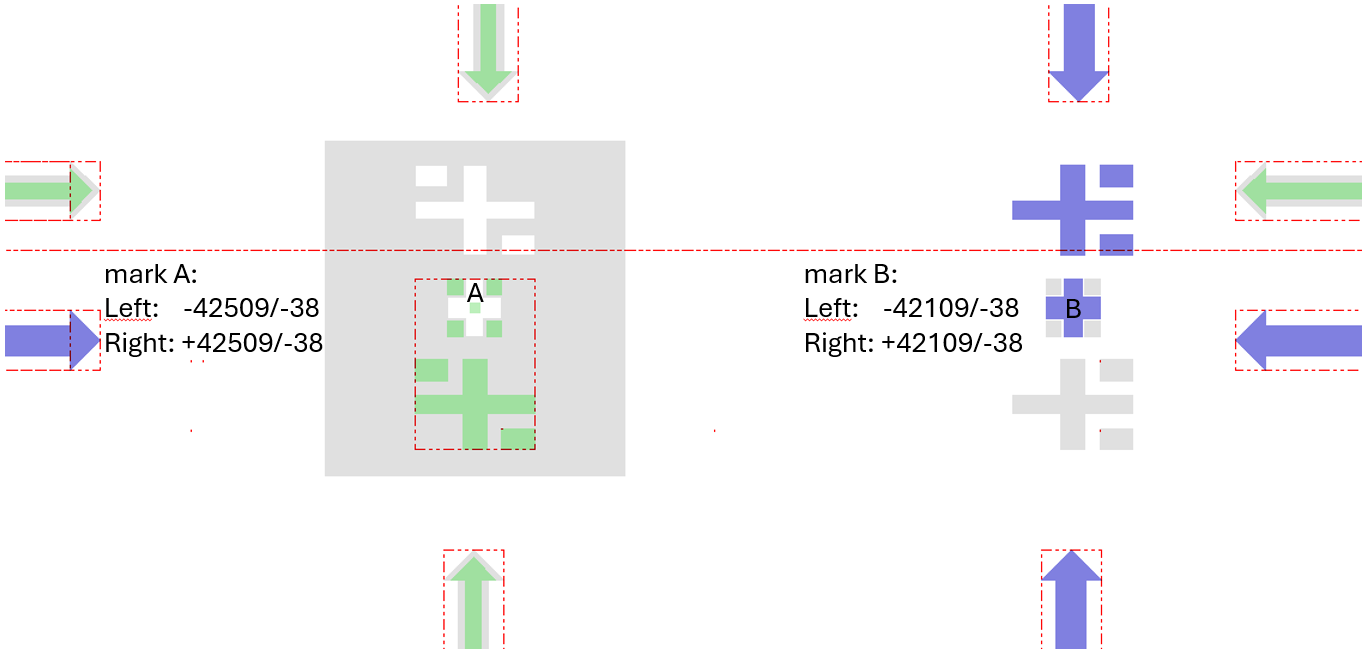 mark A:
Left: -42509/-38
Right: +42509/-38
A
mark B:
Left: -42109/-38
Right: +42109/-38
B